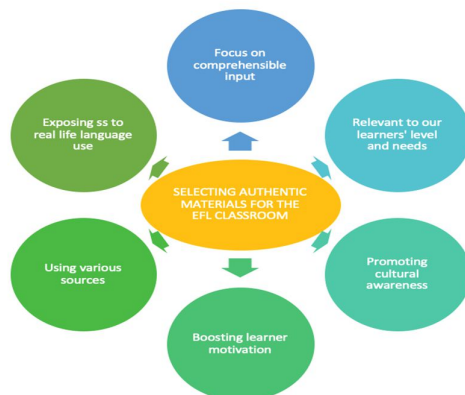 Focus on
comprehensible
input
Exposing ss to
real life language
use
Relevant to our
learners' level
and needs
SELECTING AUTHENTIC
MATERIALS FOR THE
EFL CLASSROOM
Using various
sources
Promoting
cultural
awareness
Boosting learner
motivation